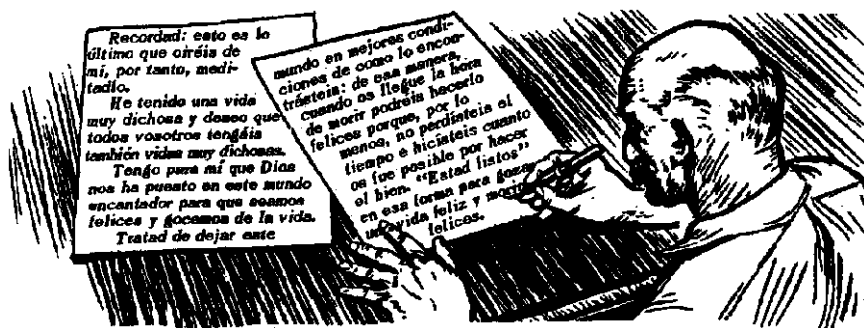 Recordad: esto es lo
último que oiréis de
mí, por tanto, medi-
tadlo.
He tenido una vida
muy dichosa y deseo que
todos vosotros tengáis
también vidas muy dichosas.
Tengo para mí que Dios
nos ha puesto en este mundo
encantador para que seamos
felices y gocemos de la vida.
Tratad de dejar este
mundo en mejores condi-
ciones de como lo encon-
trásteis: de esa manera,
cuando os llegue la hora
de morir podréis hacerlo
felices porque, por lo
menos, no perdísteis el
tiempo e hicísteis cuanto
os fue posible por hacer
el bien. "Estad listos"
en esa forma para gozar
una vida feliz y morir
felices.